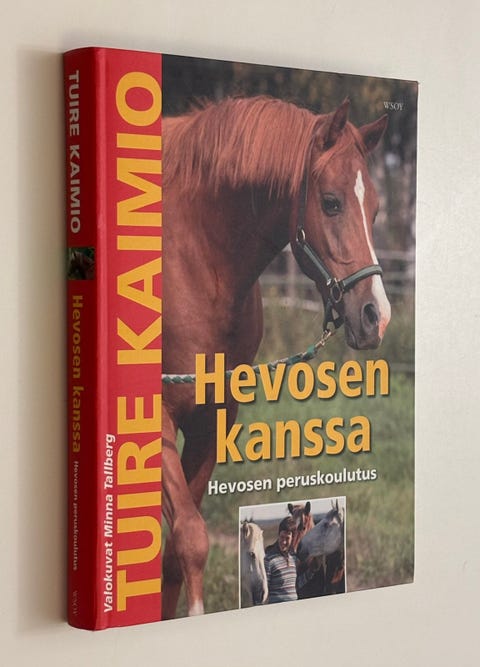 TUIRE KAIMIO
Hevosen kanssa
Hevosen peruskoulutus
WSOY
TUIRE KAIMIO
Valokuvat Minna Tallberg
WSOY
Hevosen
kanssa
Hevosen peruskoulutus